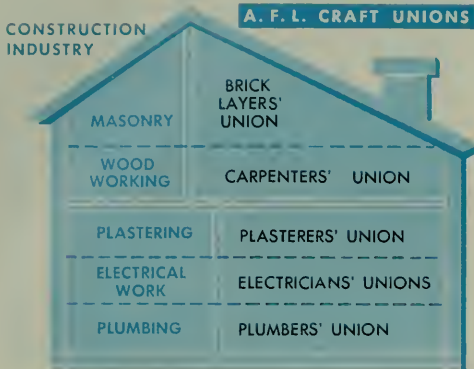 CONSTRUCTION
INDUSTRY
A. F. L. CRAFT UNIONS
MASONRY
BRICK
LAYERS'
UNION
WOOD
WORKING
CARPENTERS' UNION
PLASTERING
PLASTERERS' UNION
ELECTRICAL
WORK
ELECTRICIANS' UNIONS
PLUMBING
PLUMBERS' UNION